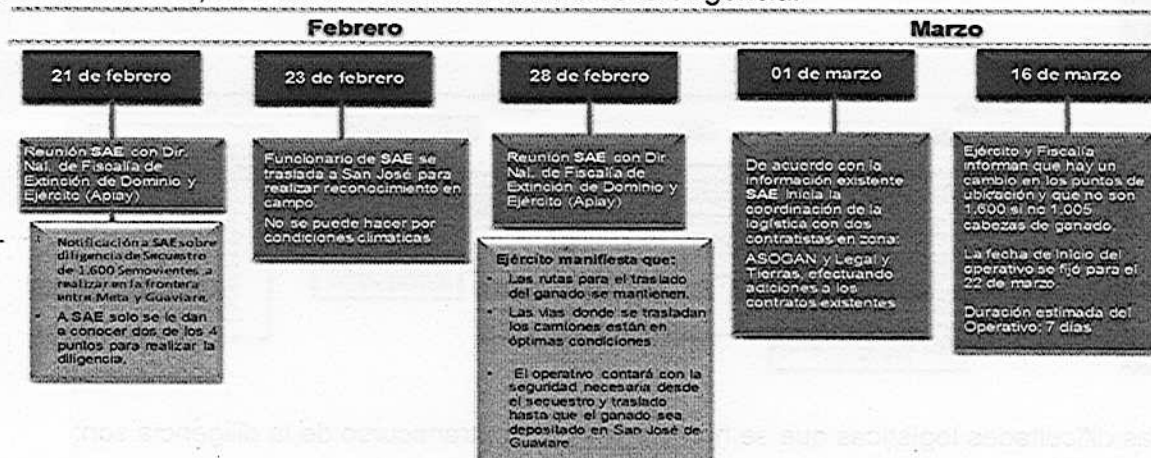 Febrero
Marzo
21 de febrero
Reunión SAE con Dir.
Nal. de Fiscalía de
Extinción de Dominio y
Ejército (Apiay)
Notificación a SAE sobre
diligencia de Secuestro
de 1.600 Semovientes, a
realizar en la frontera
entre Meta y Guaviare.
A SAE solo se le dan
a conocer dos de los 4
puntos para realizar la
diligencia.
23 de febrero
Funcionario de SAE se
traslada a San José para
realizar reconocimiento en
campo.
No se puede hacer por
condiciones climáticas
28 de febrero
Reunión SAE con Dir
Nal. de Fiscalía de
Extinción de Dominio y
Ejército (Apiay)
Ejército manifiesta que:
Las rutas para el traslado
del ganado se mantienen.
Las vías donde se trasladan
los camiones están en
óptimas condiciones
El operativo contará con la
seguridad necesaria desde
el secuestro y traslado
hasta que el ganado sea
depositado en San José de
Guaviare.
01 de marzo
De acuerdo con la
información existente
SAE inicia la
coordinación de la
logística con dos
contratistas en zona:
ASOGAN y Legal y
Tierras, efectuando
adiciones a los
contratos existentes
16 de marzo
Ejército y Fiscalía
informan que hay un
cambio en los puntos de
ubicación y que no son
1.600 si no 1.005
cabezas de ganado.
La fecha de inicio del
operativo se fijó para el
22 de marzo
Duración estimada del
Operativo: 7 días